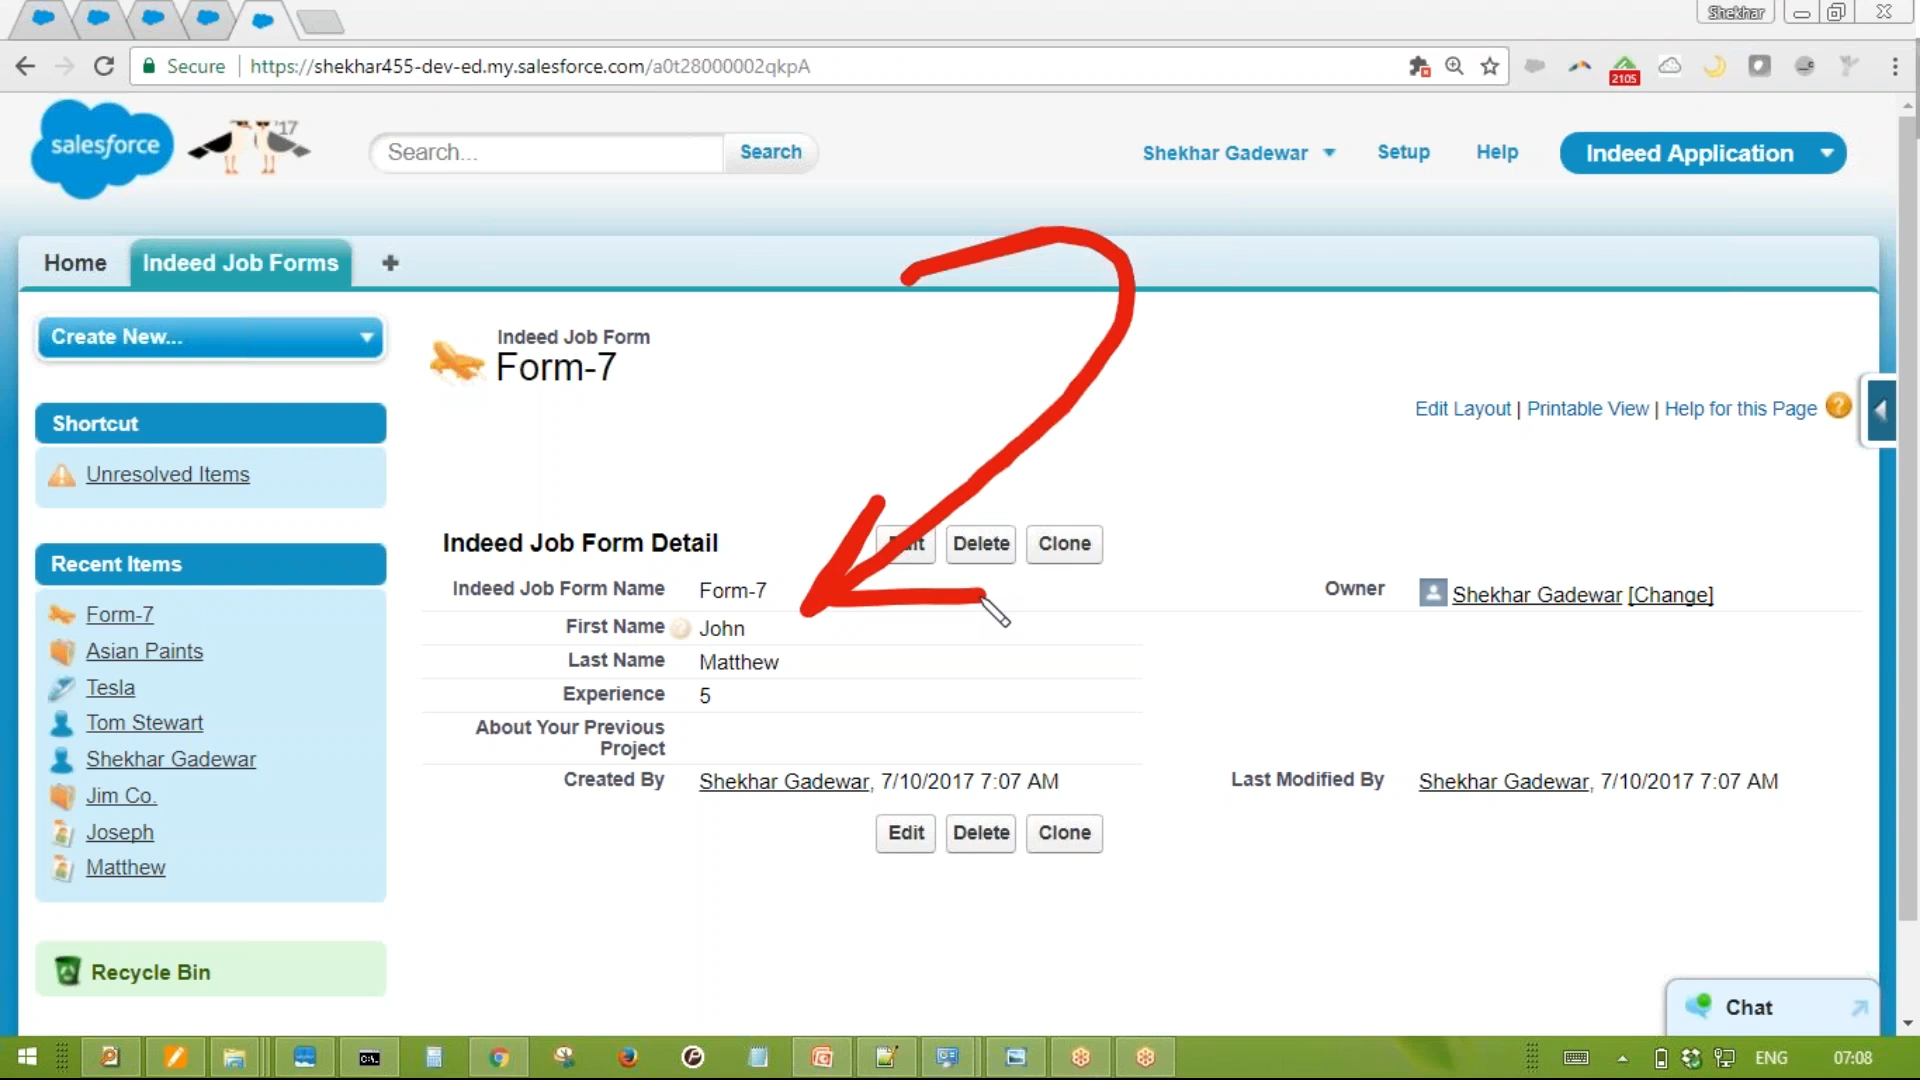 Shekhar
Secure https://shekhar455-dev-ed.my.salesforce.com/a0t28000002qkpA
2105
salesforce
'17
Search...
Search
Shekhar Gadewar
Setup
Help
Indeed Application
Home
Indeed Job Forms
Create New...
Shortcut
Unresolved Items
Recent Items
Form-7
Asian Paints
Tesla
Tom Stewart
Shekhar Gadewar
Jim Co.
Joseph
Matthew
Recycle Bin
Indeed Job Form
Form-7
Edit Layout | Printable View | Help for this Page ?
Indeed Job Form Detail
Delete
Clone
Indeed Job Form Name Form-7
Owner Shekhar Gadewar [Change]
First Name John
Last Name Matthew
Experience 5
About Your Previous
Project
Created By Shekhar Gadewar, 7/10/2017 7:07 AM
Last Modified By Shekhar Gadewar, 7/10/2017 7:07 AM
Edit
Delete
Clone
Chat
ENG
07:08